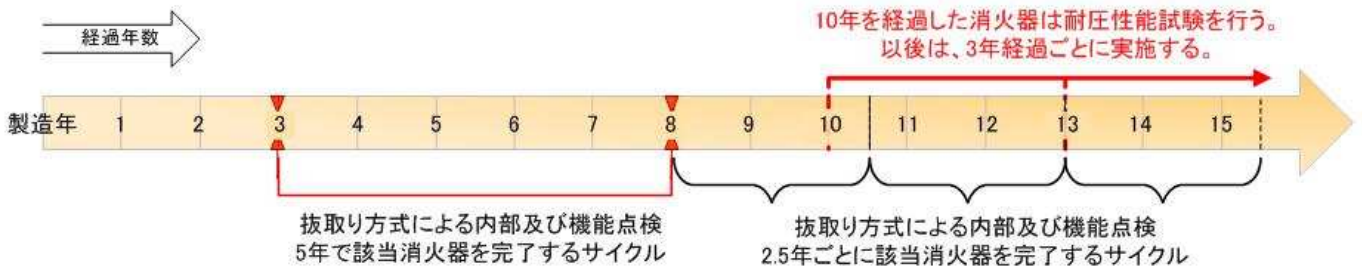 10年を経過した消火器は耐圧性能試験を行う。
以後は、3年経過ごとに実施する。
経過年数
製造年 1 2 3 4 5 6 7 8 9 10 11 12 13 14 15
抜取り方式による内部及び機能点検
5年で該当消火器を完了するサイクル
抜取り方式による内部及び機能点検
2.5年ごとに該当消火器を完了するサイクル